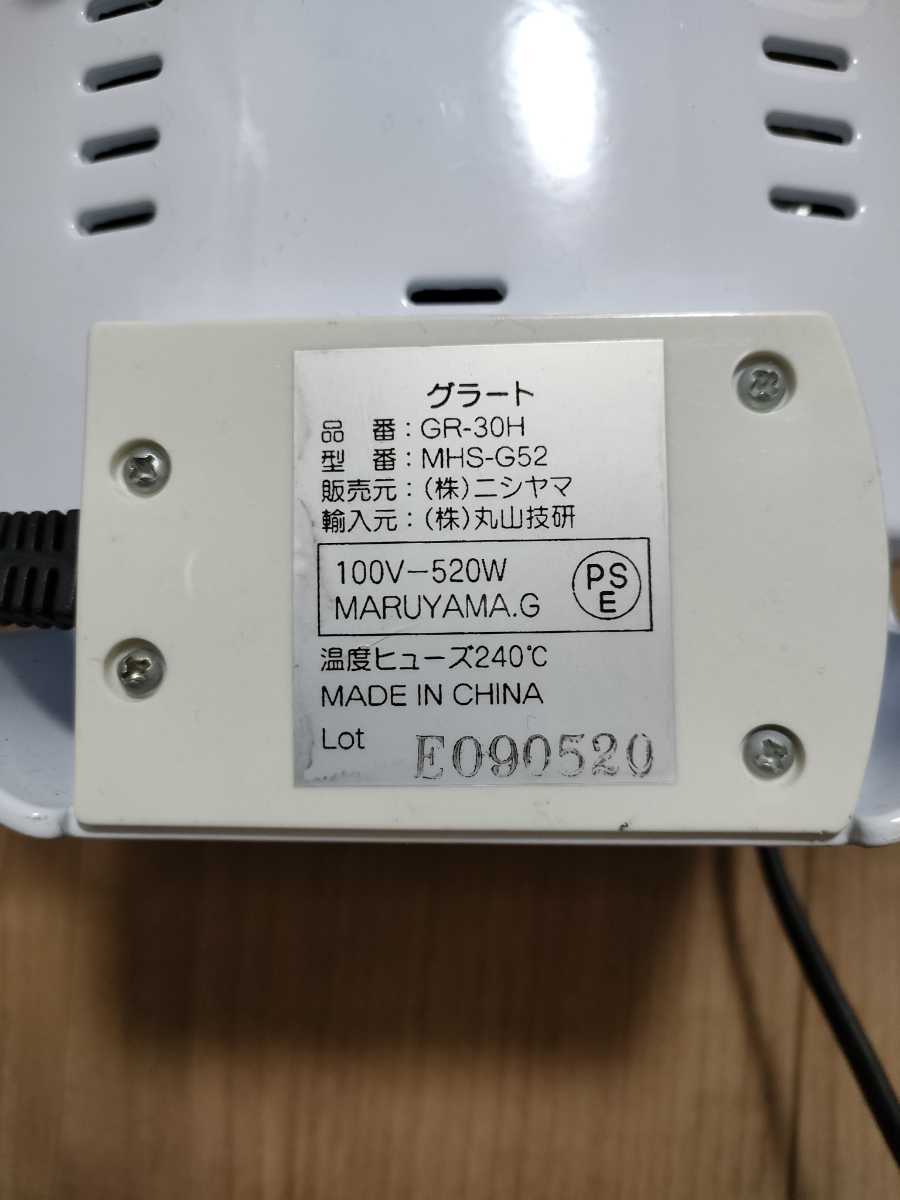 グラート
品 番：GR-30H
型 番：MHS-G52
販売元：(株)ニシヤマ
輸入元：(株)丸山技研
100V-520W
MARUYAMA.G
PS
E
温度ヒューズ240℃
MADE IN CHINA
Lot E090520